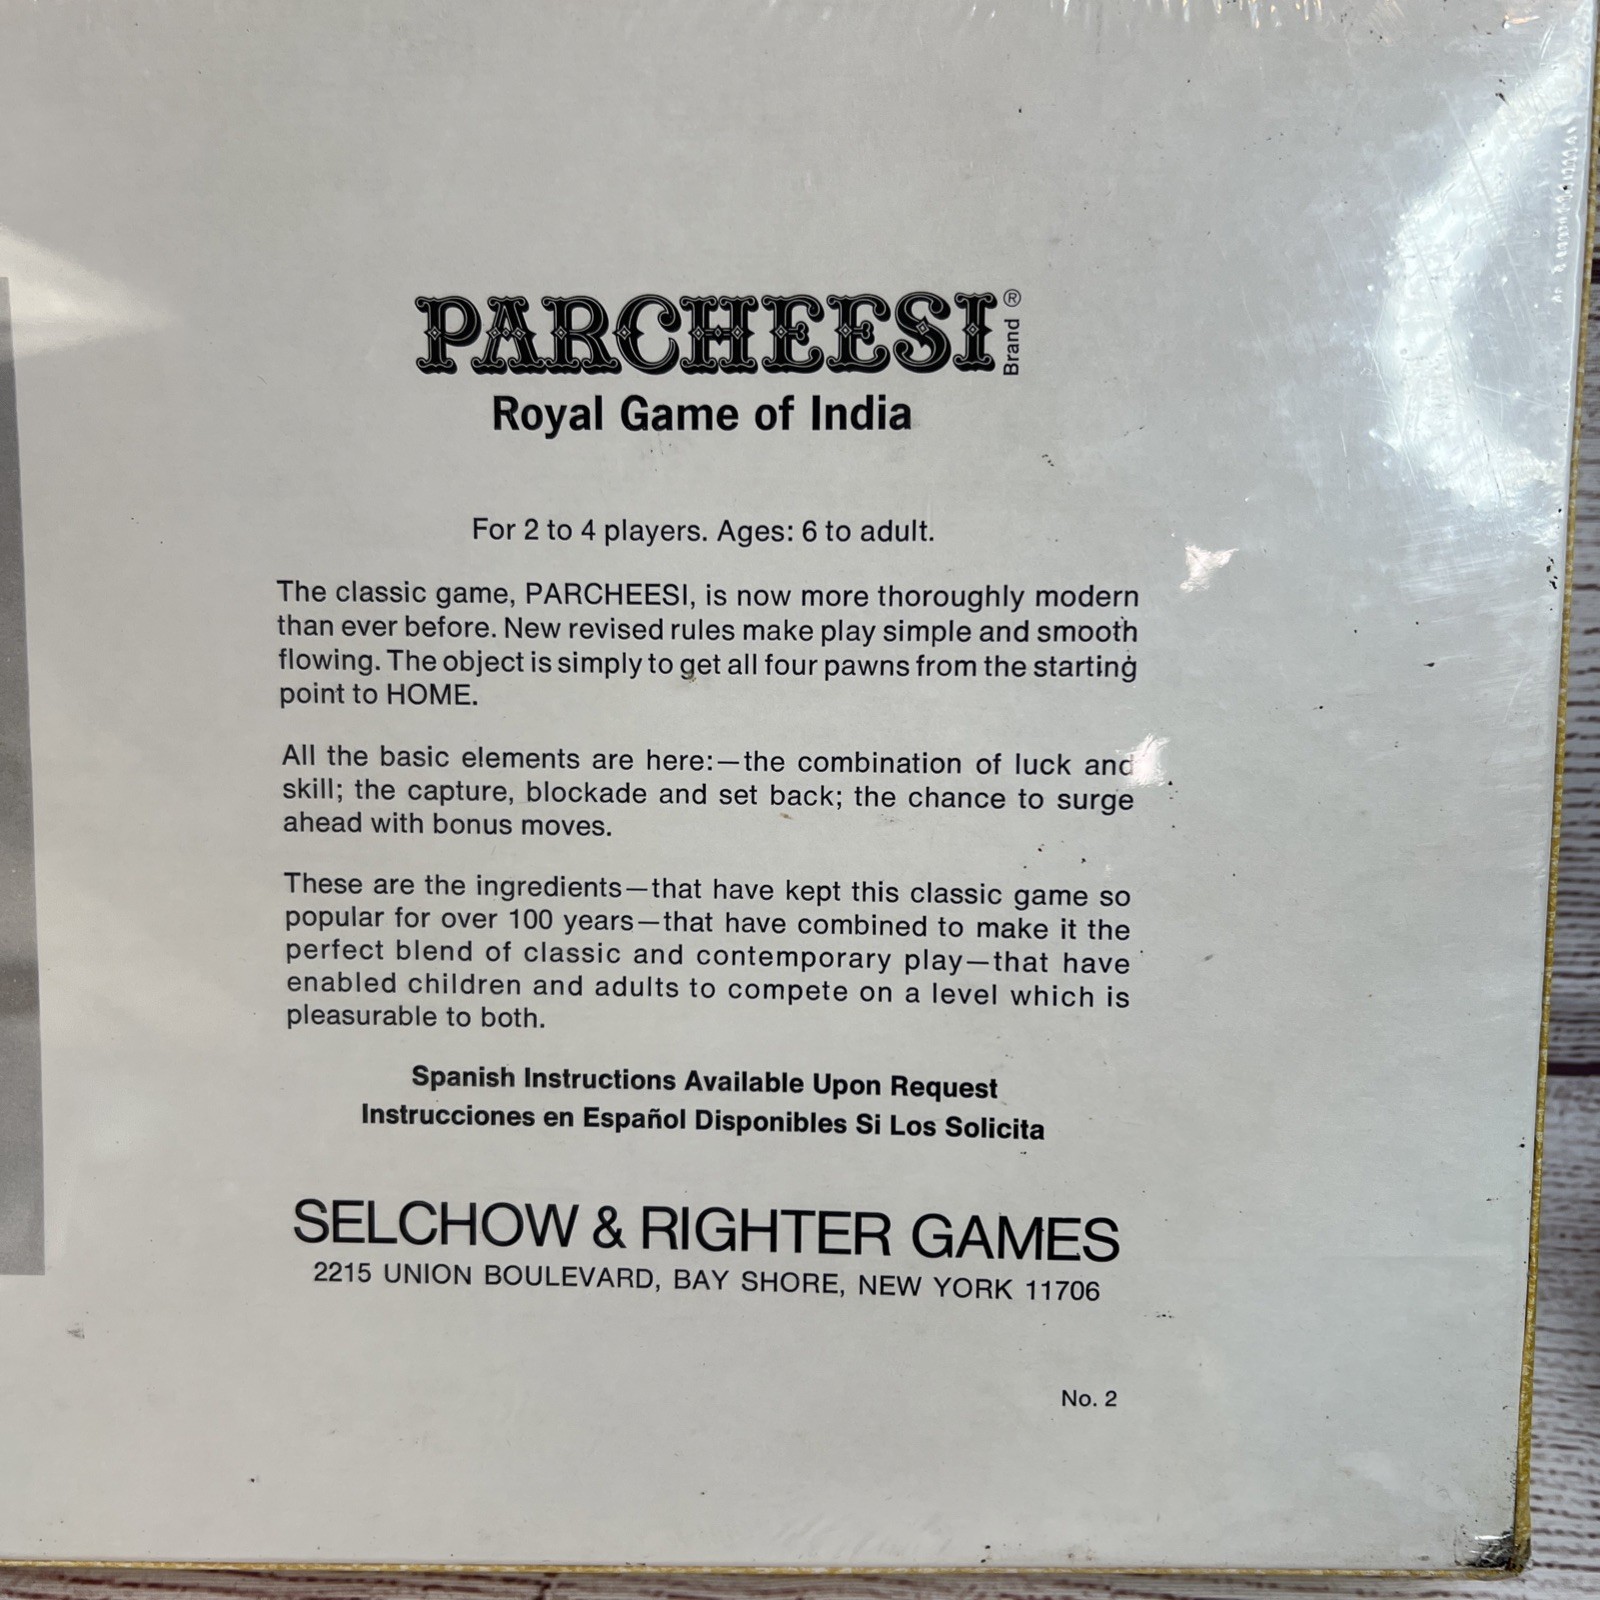 PARCHEESI® Brand
Royal Game of India
For 2 to 4 players. Ages: 6 to adult.
The classic game, PARCHEESI, is now more thoroughly modern
than ever before. New revised rules make play simple and smooth
flowing. The object is simply to get all four pawns from the starting
point to HOME.
All the basic elements are here:—the combination of luck and
skill; the capture, blockade and set back; the chance to surge
ahead with bonus moves.
These are the ingredients—that have kept this classic game so
popular for over 100 years—that have combined to make it the
perfect blend of classic and contemporary play—that have
enabled children and adults to compete on a level which is
pleasurable to both.
Spanish Instructions Available Upon Request
Instrucciones en Español Disponibles Si Los Solicita
SELCHOW & RIGHTER GAMES
2215 UNION BOULEVARD, BAY SHORE, NEW YORK 11706
No. 2